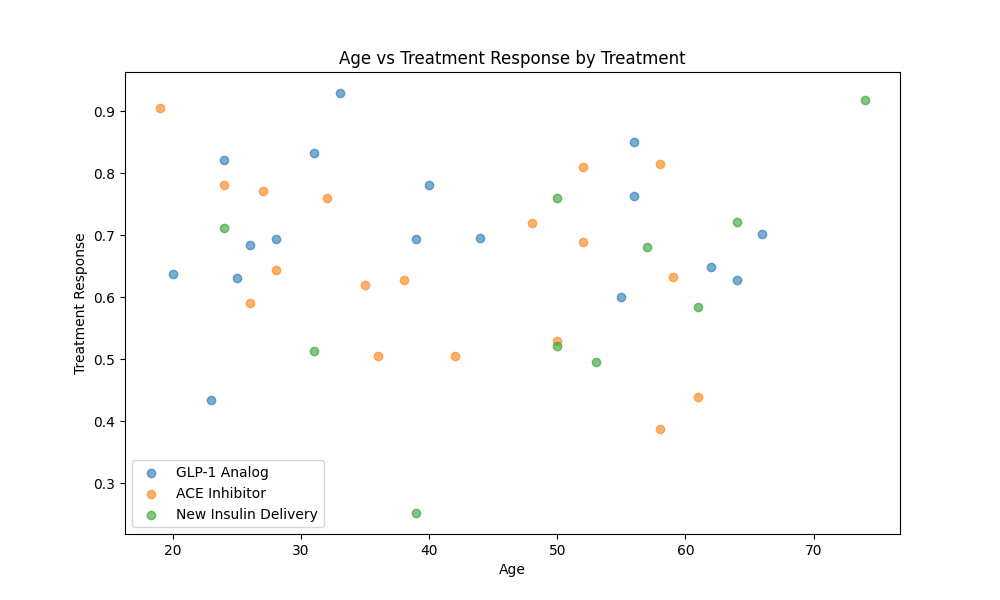 Age vs Treatment Response by Treatment
Treatment Response
0.9
0.8
0.7
0.6
0.5
0.4
0.3
GLP-1 Analog
ACE Inhibitor
New Insulin Delivery
20 30 40 50 60 70
Age